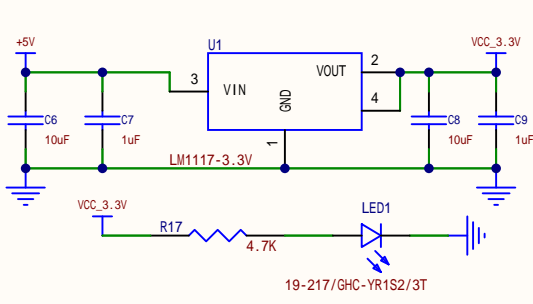 +5V
U1
VCC_3.3V
VIN
VOUT
GND
3
2
4
1
C6
10uF
C7
1uF
C8
10uF
C9
1uF
LM1117-3.3V
VCC_3.3V
R17
4.7K
LED1
19-217/GHC-YR1S2/3T